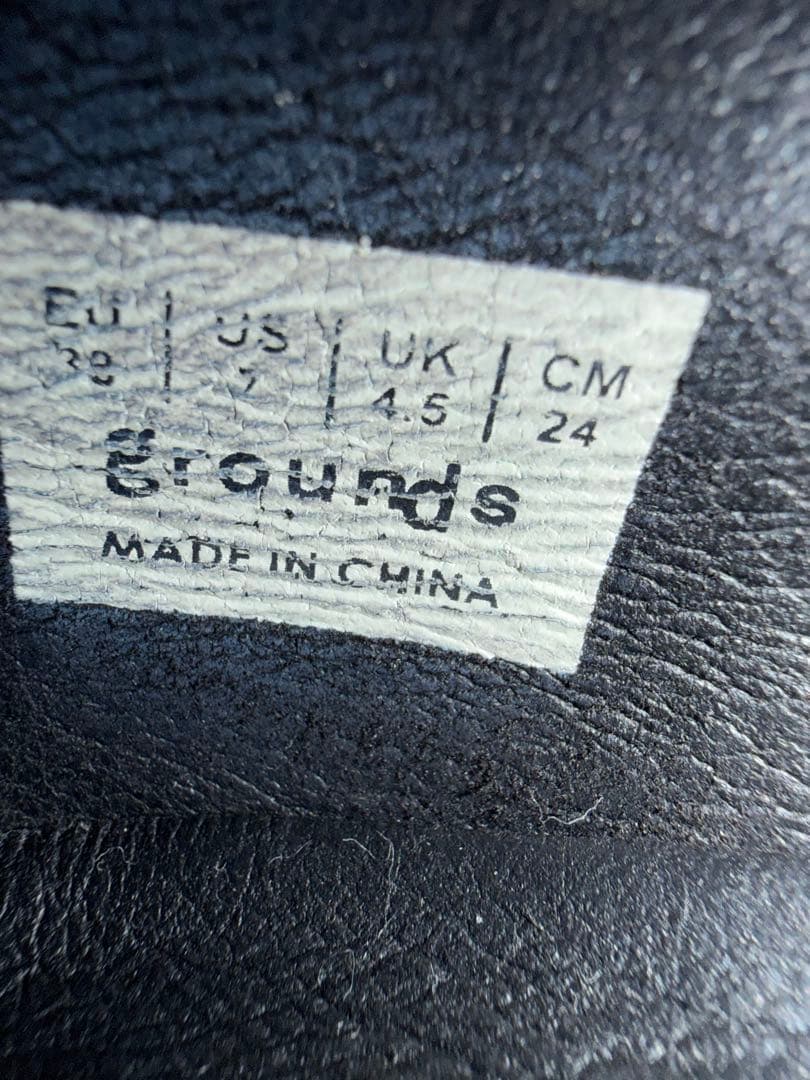 EU | US | UK | CM
38 | 7 | 4.5 | 24
grounds
MADE IN CHINA